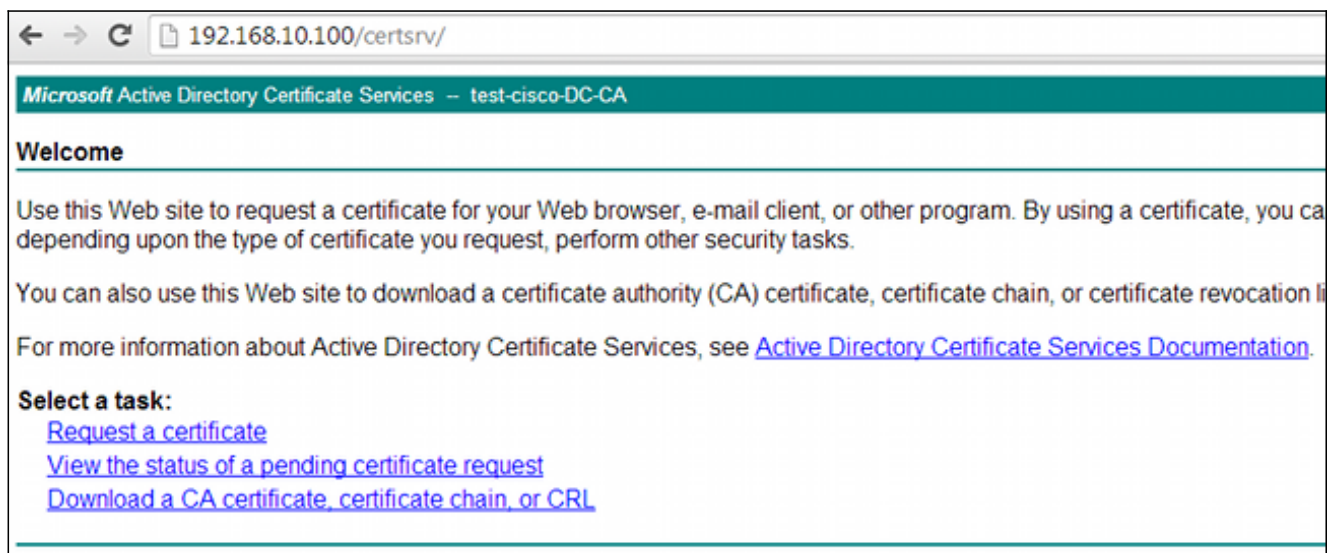 192.168.10.100/certsrv/
Microsoft Active Directory Certificate Services -- test-cisco-DC-CA
Welcome
Use this Web site to request a certificate for your Web browser, e-mail client, or other program. By using a certificate, you ca
depending upon the type of certificate you request, perform other security tasks.
You can also use this Web site to download a certificate authority (CA) certificate, certificate chain, or certificate revocation li
For more information about Active Directory Certificate Services, see Active Directory Certificate Services Documentation.
Select a task:
Request a certificate
View the status of a pending certificate request
Download a CA certificate, certificate chain, or CRL